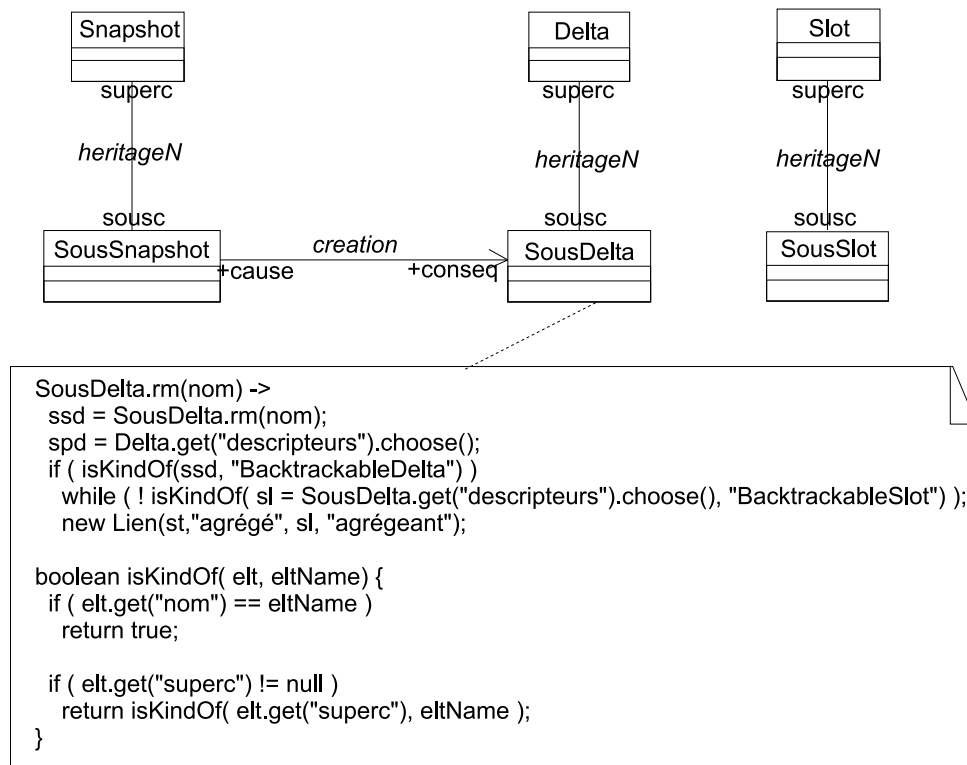 Snapshot Delta Slot
superc superc superc
heritageN heritageN heritageN
sousc sousc sousc
SousSnapshot creation SousDelta SousSlot
+cause +conseq
SousDelta.rm(nom) ->
ssd = SousDelta.rm(nom);
spd = Delta.get("descripteurs").choose();
if ( isKindOf(ssd, "BacktrackableDelta") )
while ( ! isKindOf( sl = SousDelta.get("descripteurs").choose(), "BacktrackableSlot") );
new Lien(st,"agrégé", sl, "agrégeant");
boolean isKindOf( elt, eltName) {
if ( elt.get("nom") == eltName )
return true;
if ( elt.get("superc") != null )
return isKindOf( elt.get("superc"), eltName );
}